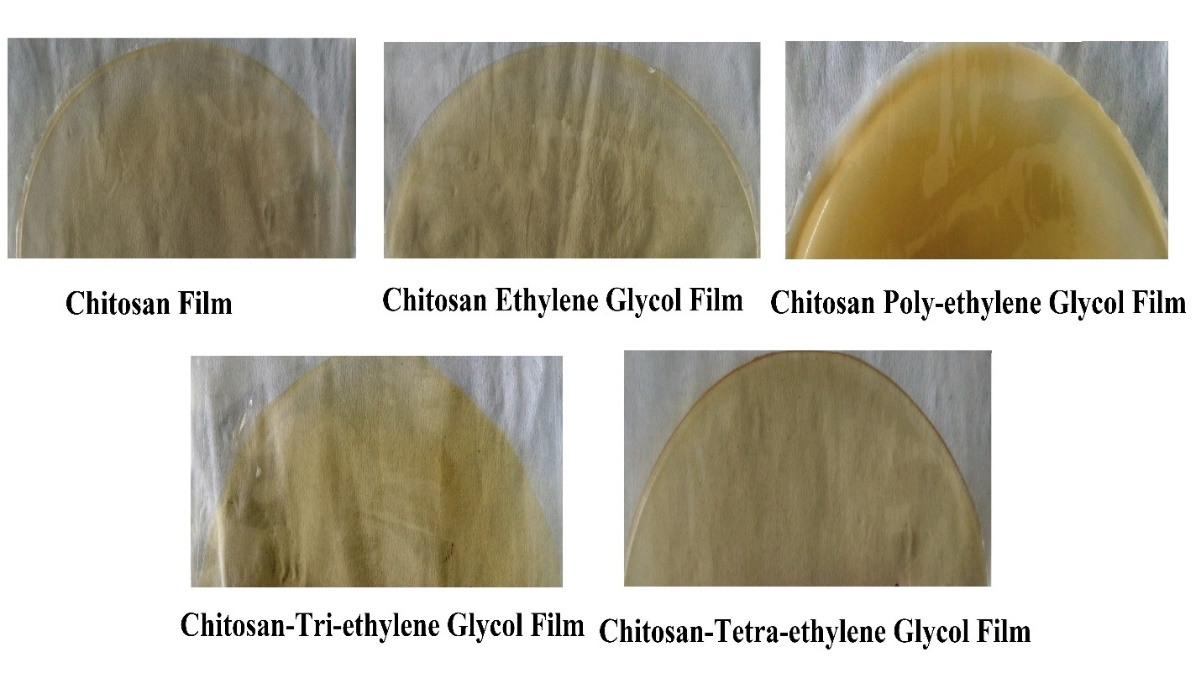 Chitosan Film
Chitosan Ethylene Glycol Film
Chitosan Poly-ethylene Glycol Film
Chitosan-Tri-ethylene Glycol Film
Chitosan-Tetra-ethylene Glycol Film